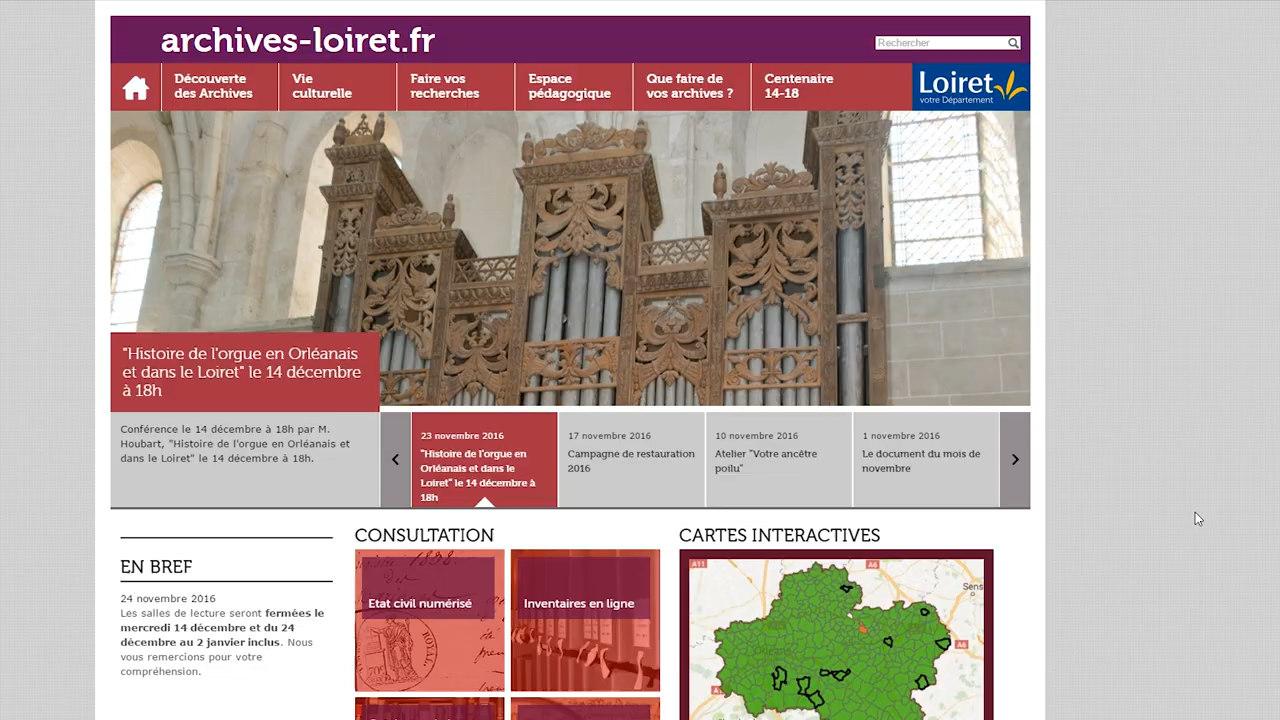 archives-loiret.fr
Rechercher
Découverte
des Archives
Vie
culturelle
Faire vos
recherches
Espace
pédagogique
Que faire de
vos archives ?
Centenaire
14-18
Loiret
votre Département
"Histoire de l'orgue en Orléanais
et dans le Loiret" le 14 décembre
à 18h
Conférence le 14 décembre à 18h par M.
Houbart, "Histoire de l'orgue en Orléanais et
dans le Loiret" le 14 décembre à 18h.
23 novembre 2016
"Histoire de l'orgue en
Orléanais et dans le
Loiret" le 14 décembre à
18h
17 novembre 2016
Campagne de restauration
2016
10 novembre 2016
Atelier "Votre ancêtre
poilu"
1 novembre 2016
Le document du mois de
novembre
EN BREF
24 novembre 2016
Les salles de lecture seront fermées le
mercredi 14 décembre et du 24
décembre au 2 janvier inclus. Nous
vous remercions pour votre
compréhension.
CONSULTATION
1838.
Etat civil numérisé
ROYAL.
Inventaires en ligne
CARTES INTERACTIVES
A11
A6
Sens
A6